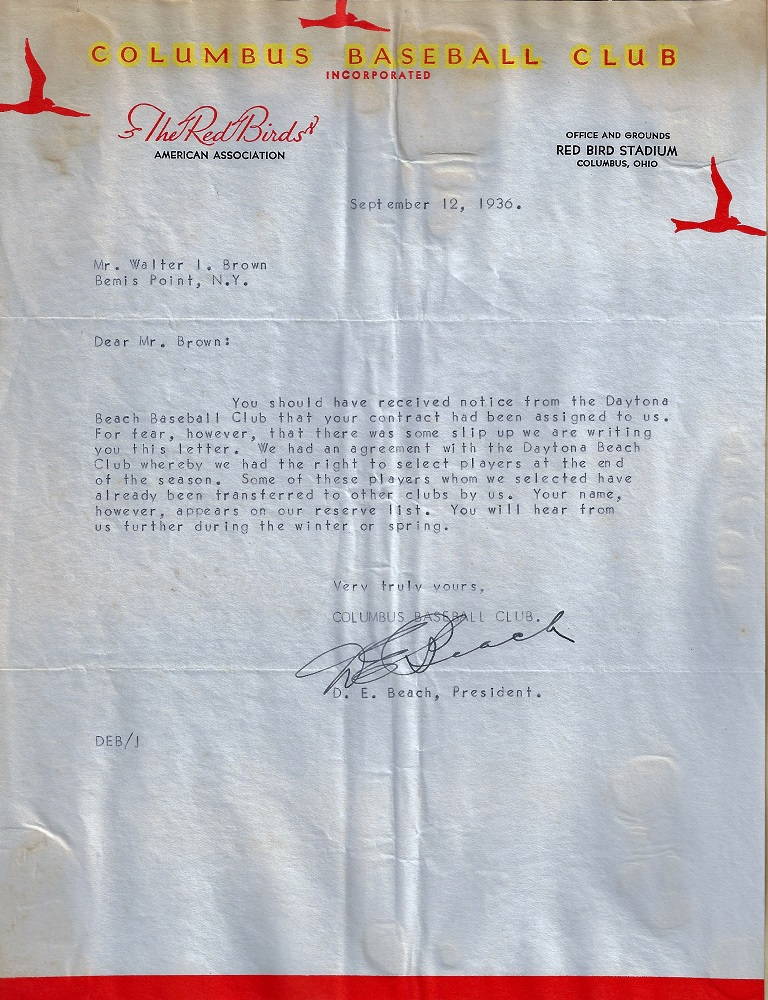 COLUMBUS BASEBALL CLUB
INCORPORATED
The Red Birds
AMERICAN ASSOCIATION
OFFICE AND GROUNDS
RED BIRD STADIUM
COLUMBUS, OHIO
September 12, 1936.
Mr. Walter I. Brown
Bemis Point, N.Y.
Dear Mr. Brown:
You should have received notice from the Daytona
Beach Baseball Club that your contract had been assigned to us.
For fear, however, that there was some slip up we are writing
you this letter. We had an agreement with the Daytona Beach
Club whereby we had the right to select players at the end
of the season. Some of these players whom we selected have
already been transferred to other clubs by us. Your name,
however, appears on our reserve list. You will hear from
us further during the winter or spring.
Very truly yours,
COLUMBUS BASEBALL CLUB.
D E Beach
D. E. Beach, President.
DEB/J